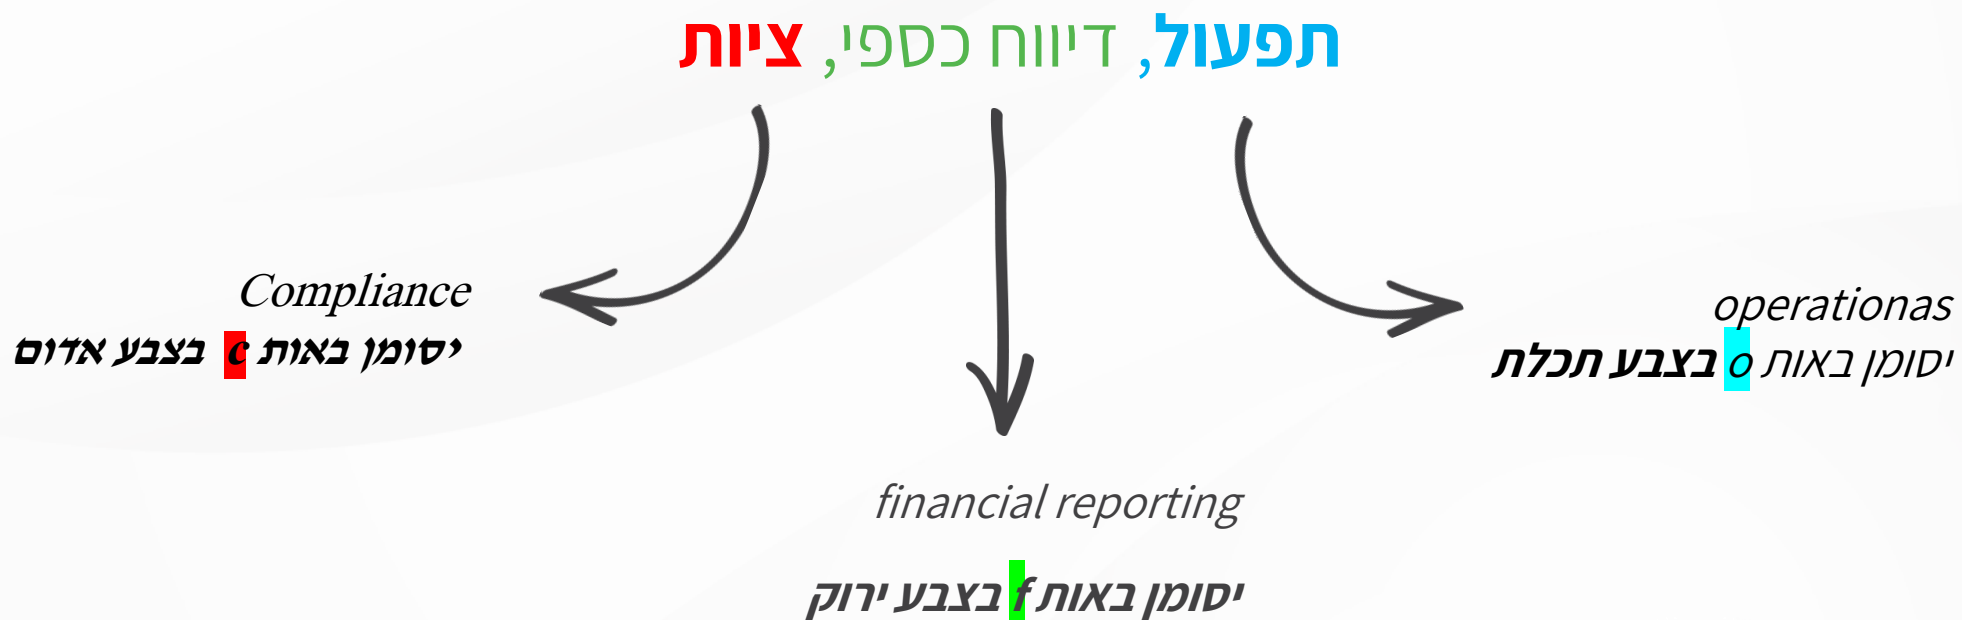 תפעול, דיווח כספי, ציות
operationas
יסומן באות o בצבע תכלת
financial reporting
יסומן באות f בצבע ירוק
Compliance
יסומן באות c בצבע אדום